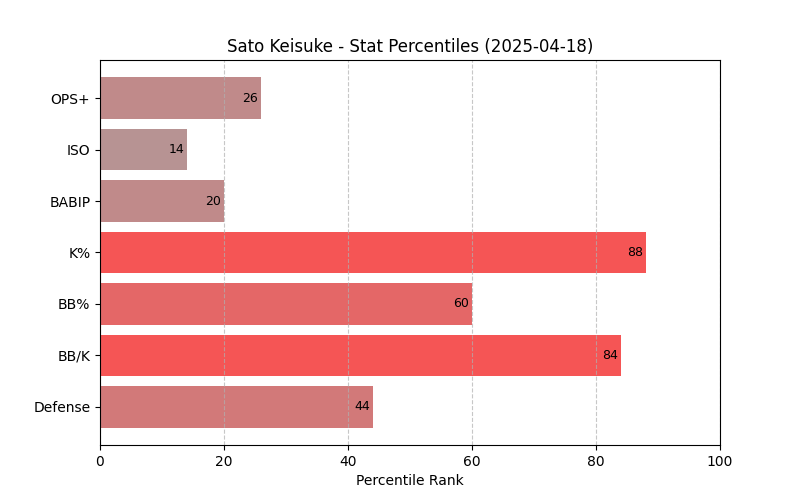 Sato Keisuke - Stat Percentiles (2025-04-18)
OPS+ 26
ISO 14
BABIP 20
K% 88
BB% 60
BB/K 84
Defense 44
0 20 40 60 80 100
Percentile Rank